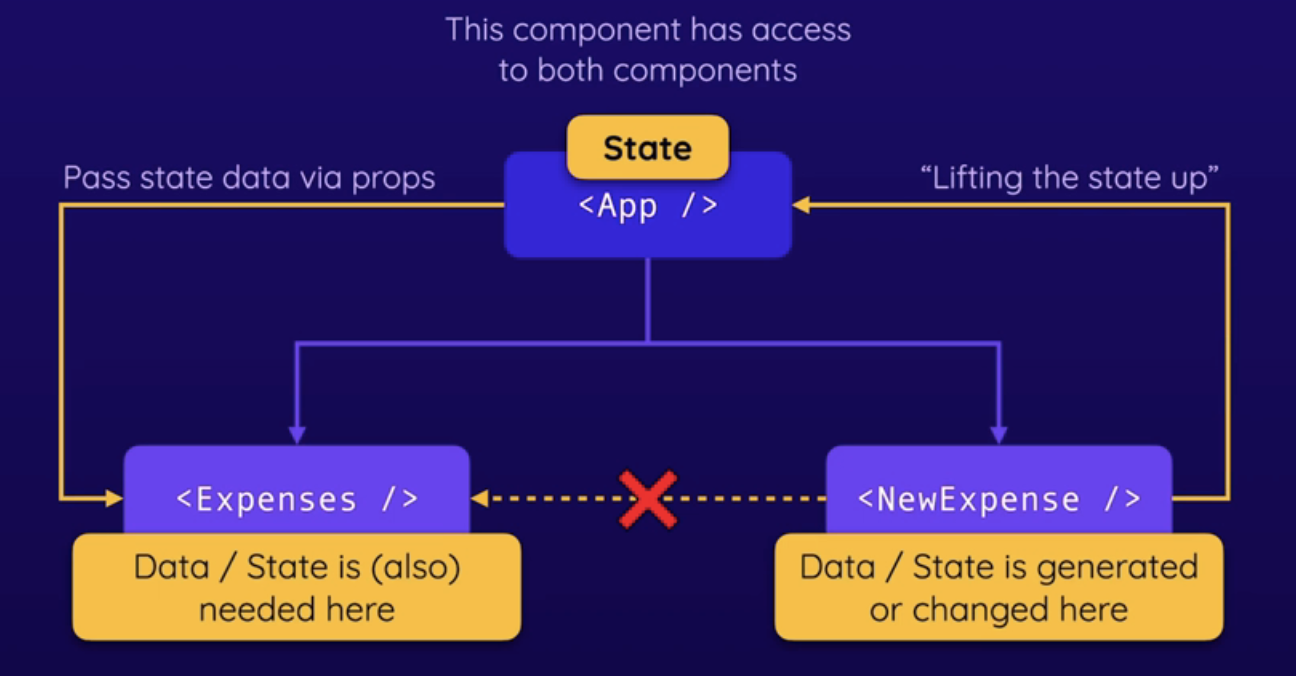 This component has access
to both components
State
<App />
Pass state data via props
“Lifting the state up”
<Expenses />
<NewExpense />
Data / State is (also)
needed here
Data / State is generated
or changed here